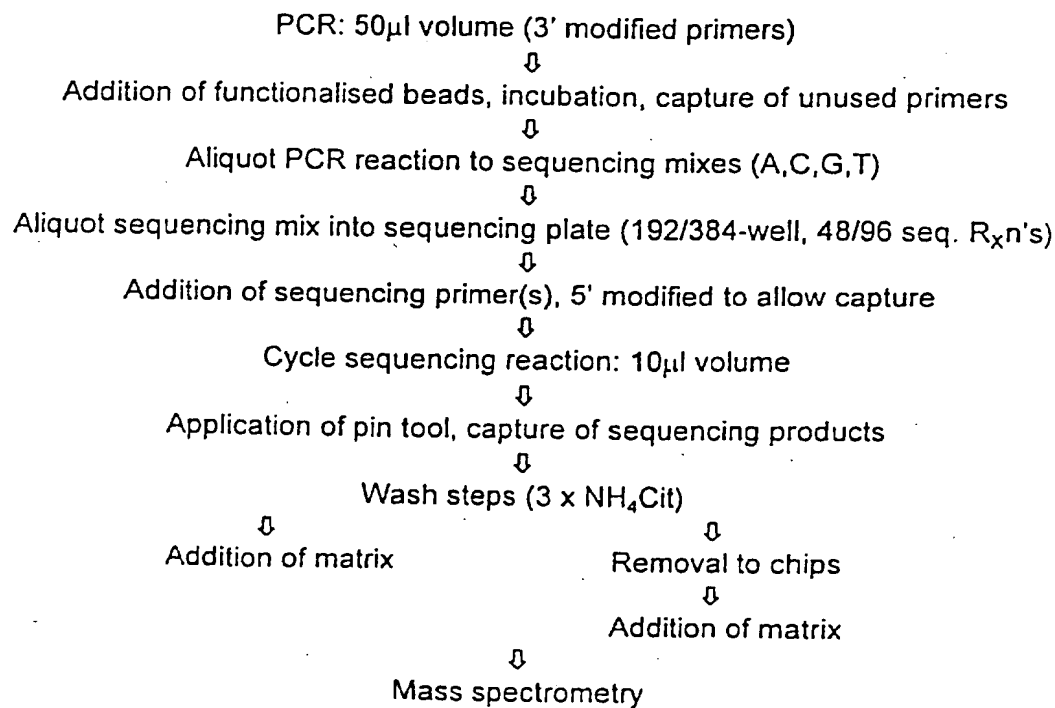 PCR: 50µl volume (3' modified primers)
⇩
Addition of functionalised beads, incubation, capture of unused primers
⇩
Aliquot PCR reaction to sequencing mixes (A,C,G,T)
⇩
Aliquot sequencing mix into sequencing plate (192/384-well, 48/96 seq. RXn's)
⇩
Addition of sequencing primer(s), 5' modified to allow capture
⇩
Cycle sequencing reaction: 10µl volume
⇩
Application of pin tool, capture of sequencing products
⇩
Wash steps (3 x NH4Cit)
⇩ ⇩
Addition of matrix Removal to chips
⇩
Addition of matrix
⇩
Mass spectrometry